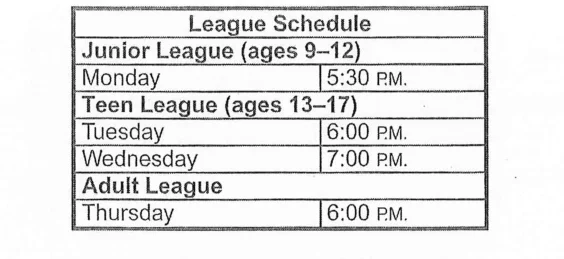 League Schedule
Junior League (ages 9–12)
Monday 5:30 P.M.
Teen League (ages 13–17)
Tuesday 6:00 P.M.
Wednesday 7:00 P.M.
Adult League
Thursday 6:00 P.M.